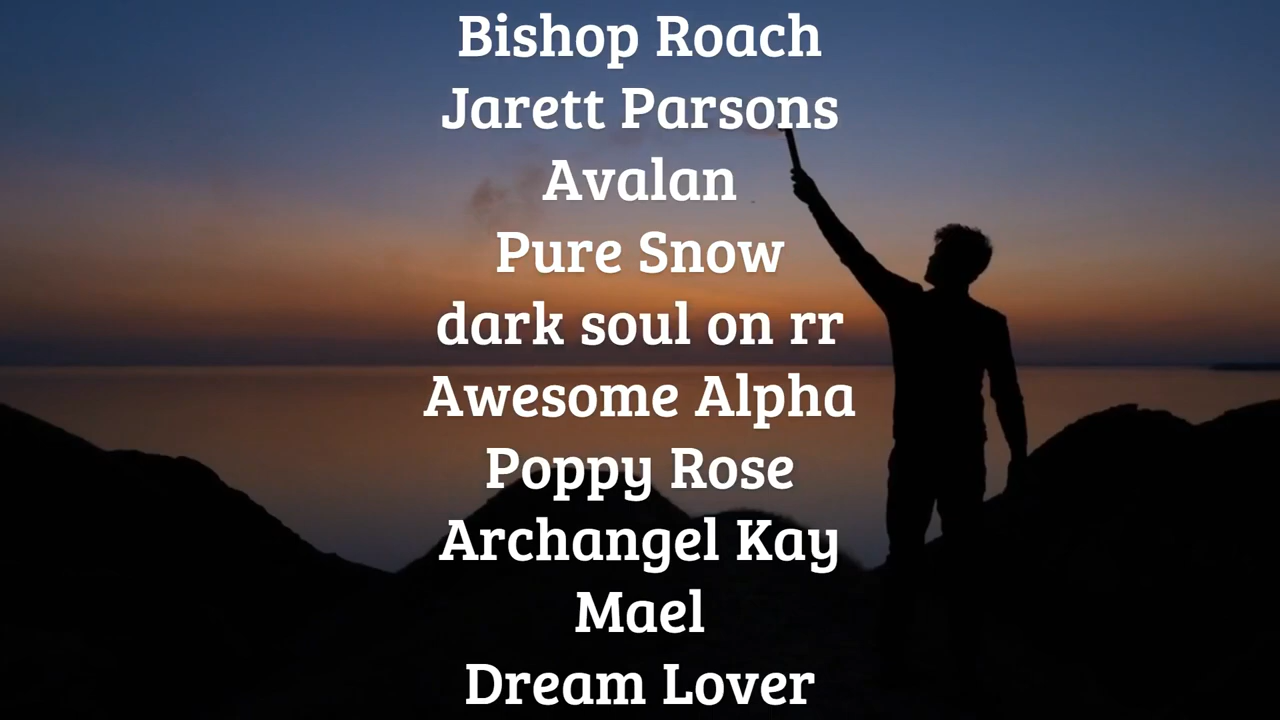 Bishop Roach
Jarett Parsons
Avalan
Pure Snow
dark soul on rr
Awesome Alpha
Poppy Rose
Archangel Kay
Mael
Dream Lover